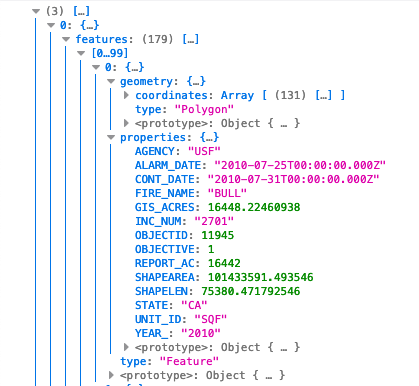 (3) […]
0: {…}
features: (179) […]
[0…99]
0: {…}
geometry: {…}
coordinates: Array [ (131) […] ]
type: "Polygon"
<prototype>: Object { … }
properties: {…}
AGENCY: "USF"
ALARM_DATE: "2010-07-25T00:00:00.000Z"
CONT_DATE: "2010-07-31T00:00:00.000Z"
FIRE_NAME: "BULL"
GIS_ACRES: 16448.22460938
INC_NUM: "2701"
OBJECTID: 11945
OBJECTIVE: 1
REPORT_AC: 16442
SHAPEAREA: 101433591.493546
SHAPELEN: 75380.471792546
STATE: "CA"
UNIT_ID: "SQF"
YEAR_: "2010"
<prototype>: Object { … }
type: "Feature"
<prototype>: Object { … }